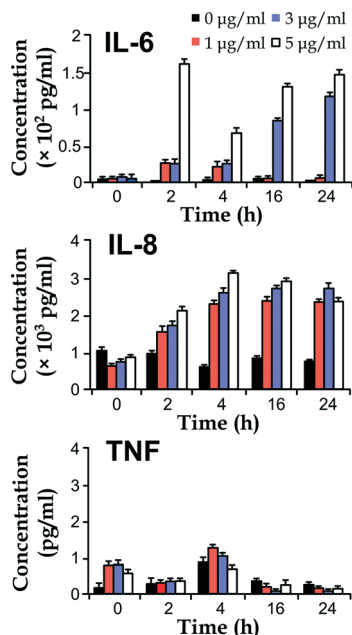 IL-6
0 µg/ml 3 µg/ml
1 µg/ml 5 µg/ml
Concentration
(× 10² pg/ml)
2
1.5
1
0.5
0
0 2 4 16 24
Time (h)
IL-8
Concentration
(× 10³ pg/ml)
4
3
2
1
0
0 2 4 16 24
Time (h)
TNF
Concentration
(pg/ml)
4
3
2
1
0
0 2 4 16 24
Time (h)